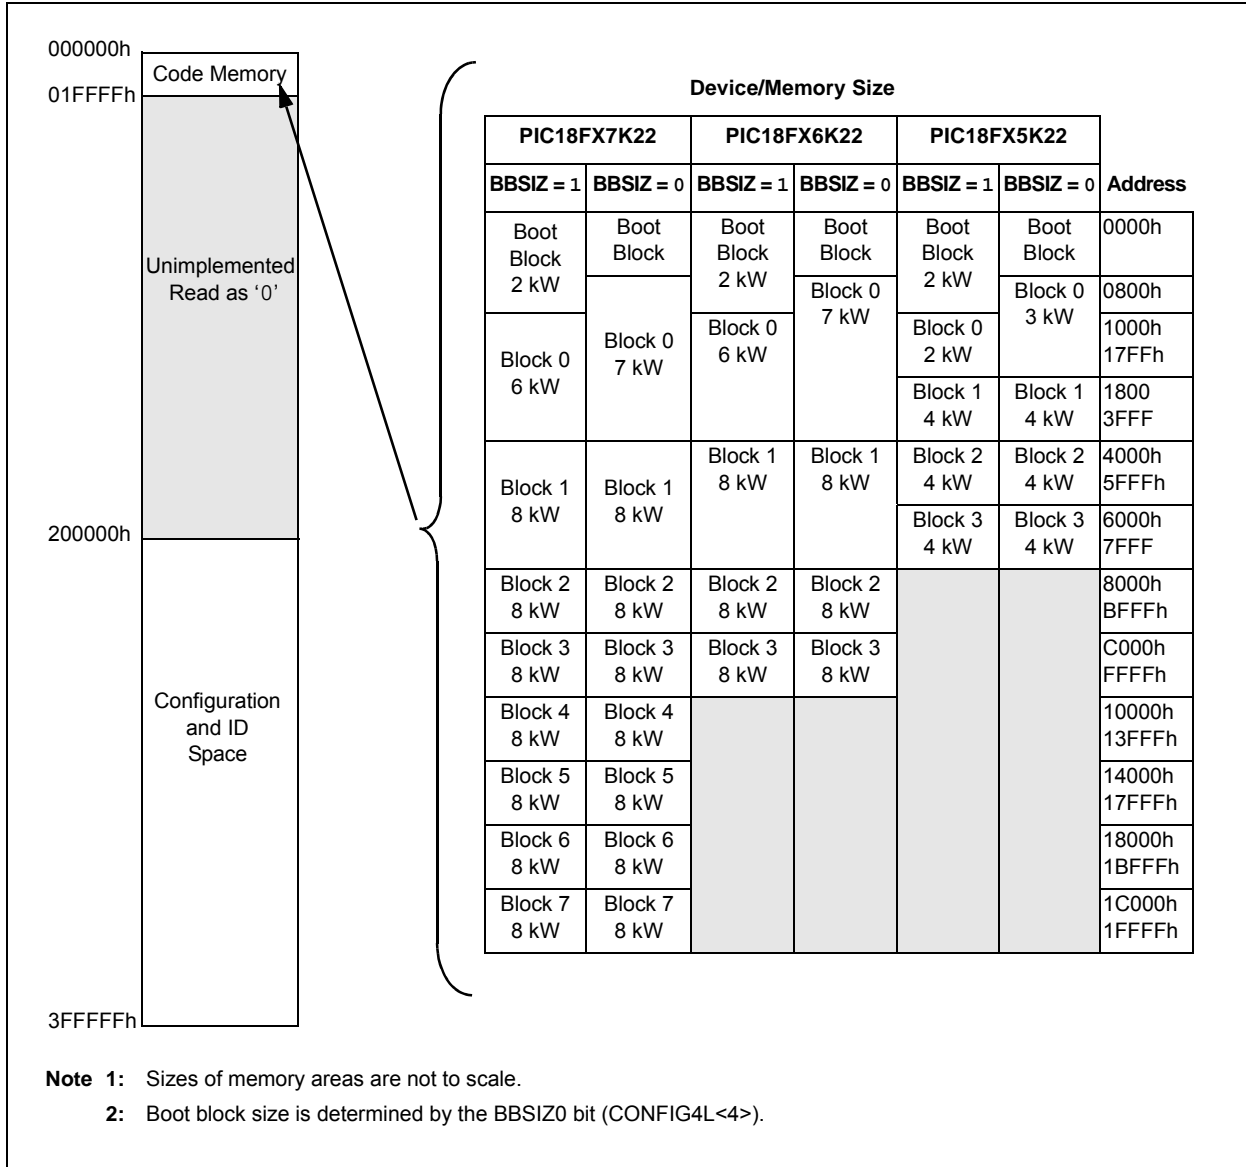 000000h
Code Memory
01FFFFh
Unimplemented
Read as ‘0’
200000h
Configuration
and ID
Space
3FFFFFh
Device/Memory Size
PIC18FX7K22 PIC18FX6K22 PIC18FX5K22
BBSIZ = 1 BBSIZ = 0 BBSIZ = 1 BBSIZ = 0 BBSIZ = 1 BBSIZ = 0 Address
Boot Boot Boot Boot Boot Boot 0000h
Block Block Block Block Block Block
2 kW 2 kW 2 kW
Block 0 Block 0 0800h
7 kW 3 kW
Block 0 Block 0 Block 0 Block 0 1000h
6 kW 7 kW 6 kW 2 kW 17FFh
Block 1 Block 1 1800
4 kW 4 kW 3FFF
Block 1 Block 1 Block 1 Block 1 Block 2 Block 2 4000h
8 kW 8 kW 8 kW 8 kW 4 kW 4 kW 5FFFh
Block 3 Block 3 6000h
4 kW 4 kW 7FFF
Block 2 Block 2 Block 2 Block 2 8000h
8 kW 8 kW 8 kW 8 kW BFFFh
Block 3 Block 3 Block 3 Block 3 C000h
8 kW 8 kW 8 kW 8 kW FFFFh
Block 4 Block 4 10000h
8 kW 8 kW 13FFFh
Block 5 Block 5 14000h
8 kW 8 kW 17FFFh
Block 6 Block 6 18000h
8 kW 8 kW 1BFFFh
Block 7 Block 7 1C000h
8 kW 8 kW 1FFFFh
Note 1: Sizes of memory areas are not to scale.
2: Boot block size is determined by the BBSIZ0 bit (CONFIG4L<4>).